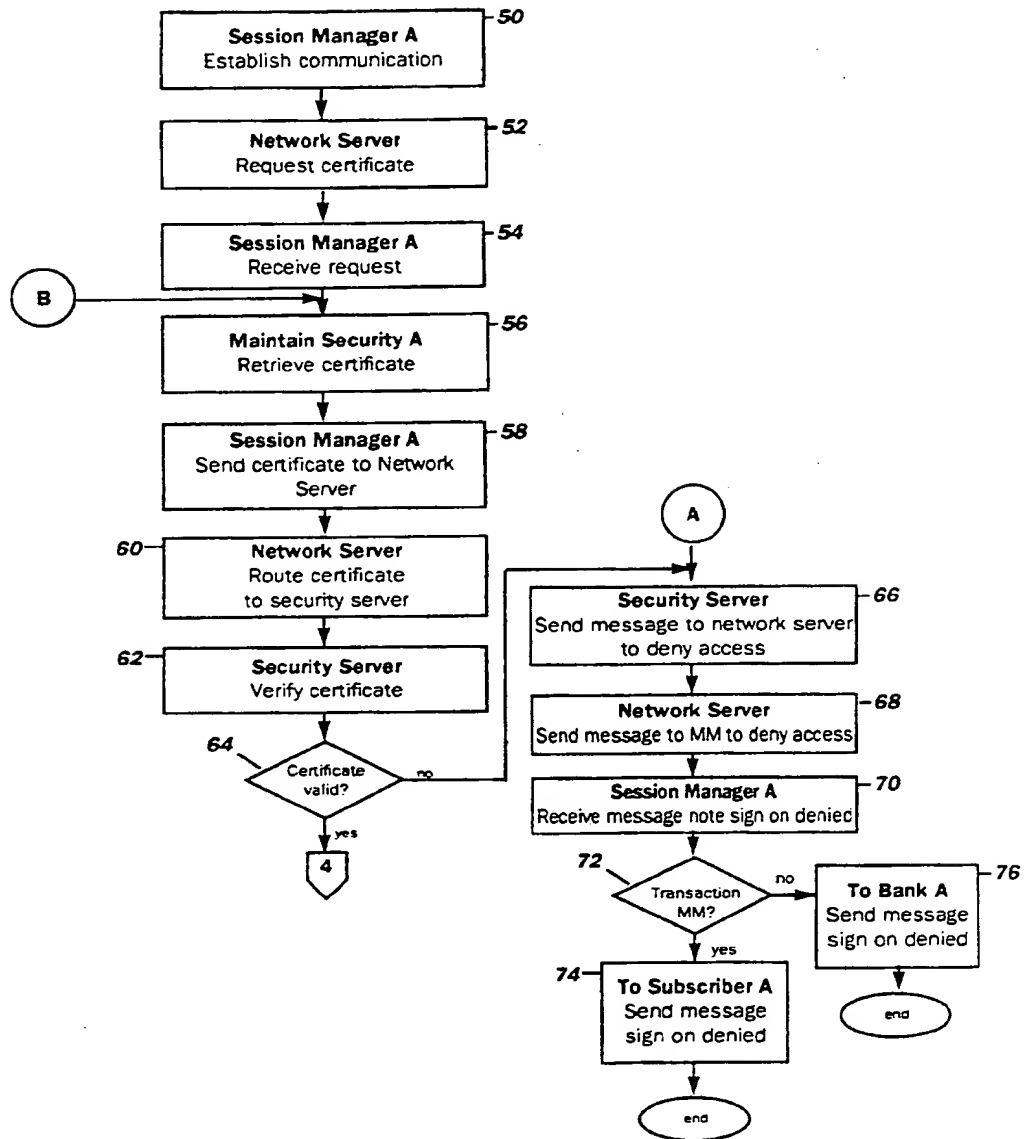 50
Session Manager A
Establish communication
52
Network Server
Request certificate
54
Session Manager A
Receive request
B
56
Maintain Security A
Retrieve certificate
58
Session Manager A
Send certificate to Network
Server
60
Network Server
Route certificate
to security server
62
Security Server
Verify certificate
64
Certificate
valid?
no
yes
4
A
66
Security Server
Send message to network server
to deny access
68
Network Server
Send message to MM to deny access
70
Session Manager A
Receive message note sign on denied
72
Transaction
MM?
no
yes
76
To Bank A
Send message
sign on denied
end
74
To Subscriber A
Send message
sign on denied
end